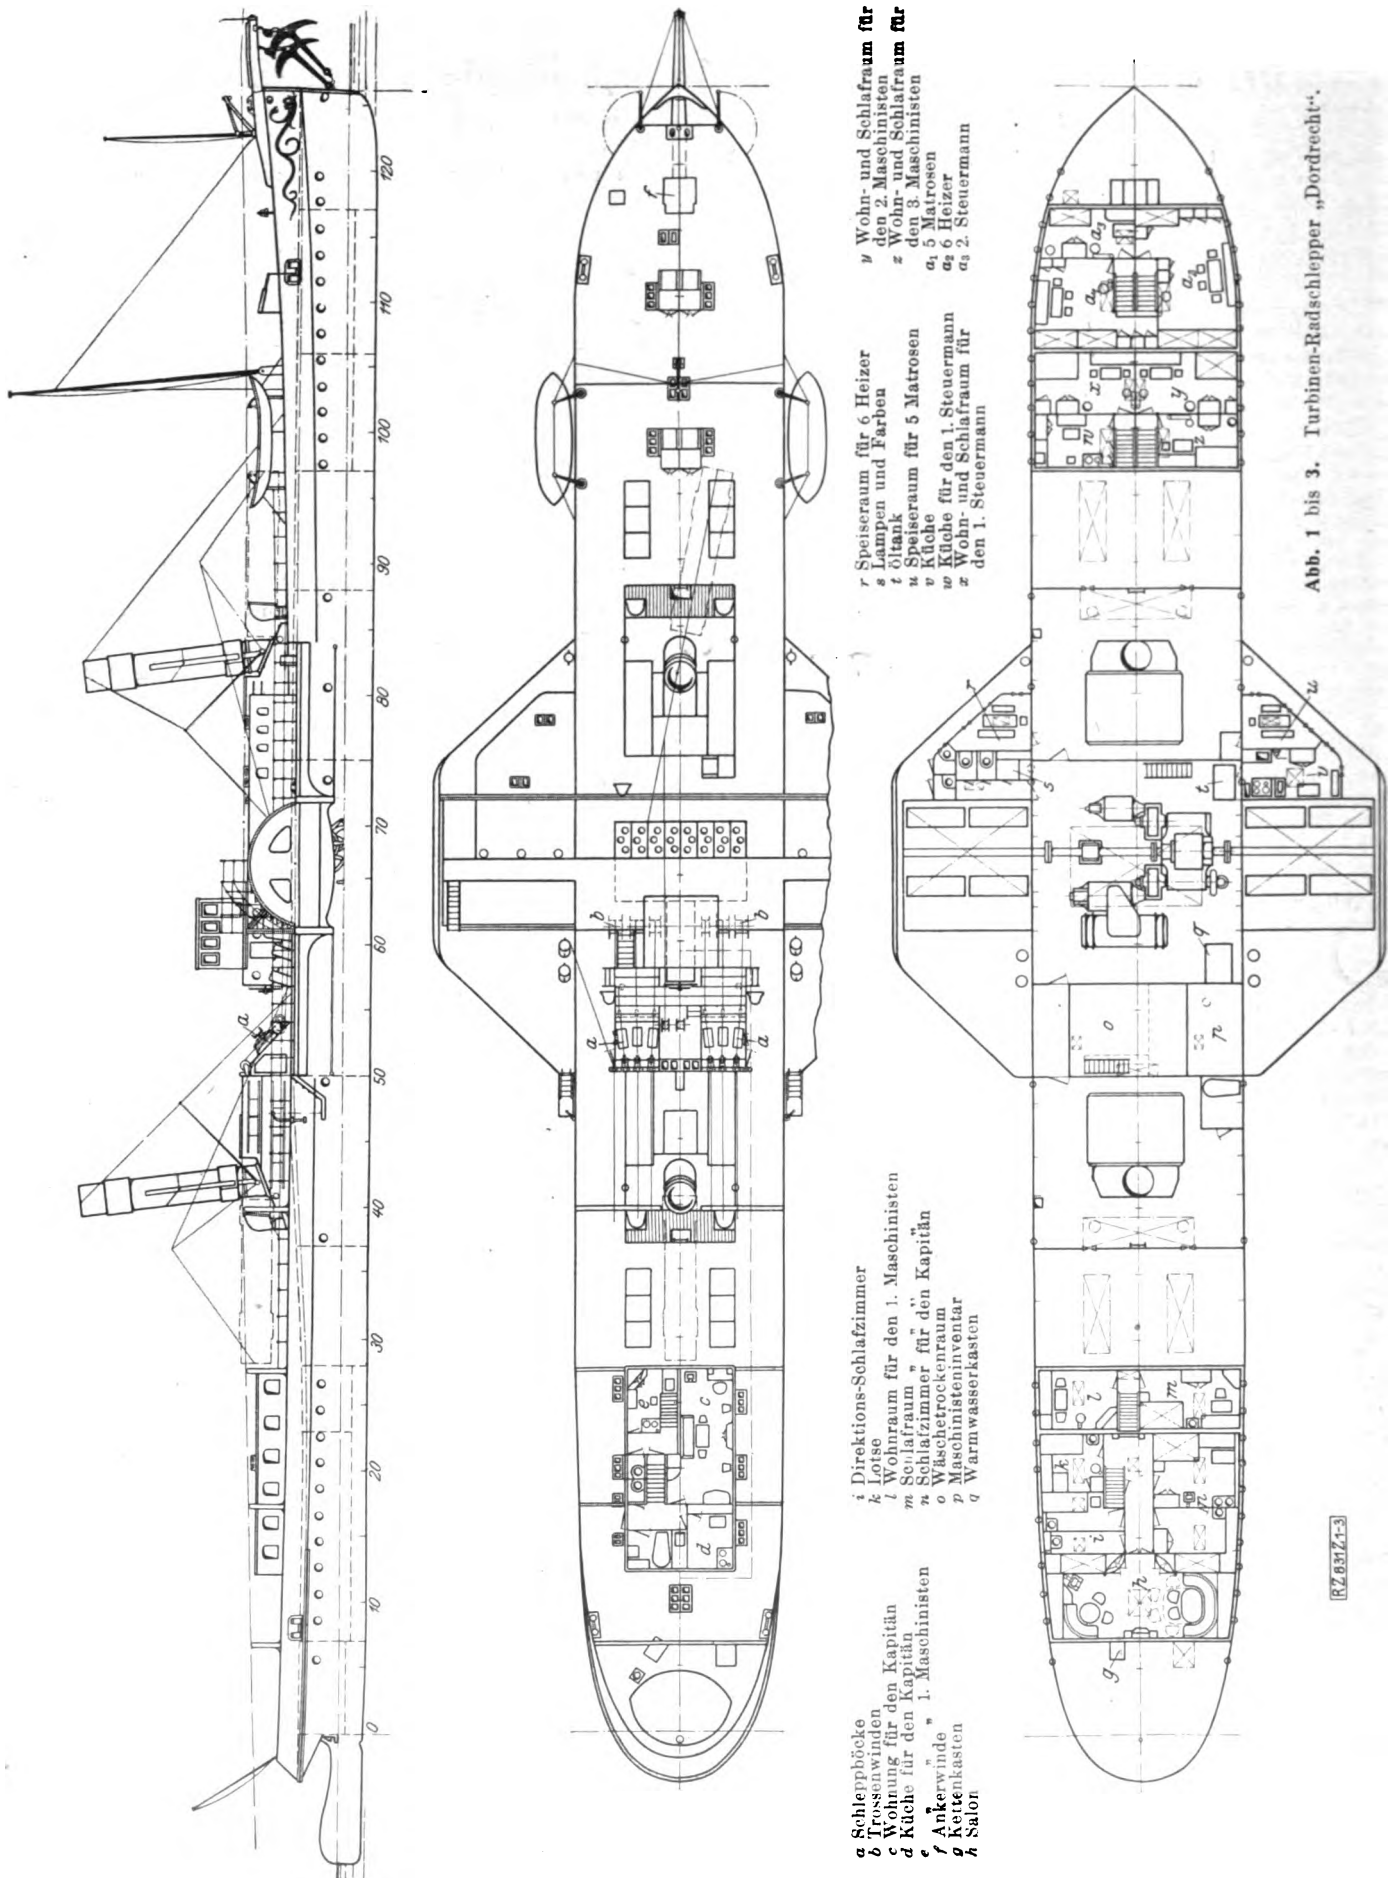 a Schleppböcke
b Trossenwinden
c Wohnung für den Kapitän
d Küche für den Kapitän
e „ „ 1. Maschinisten
f Ankerwinde
g Kettenkasten
h Salon
i Direktions-Schlafzimmer
k Lotse
l Wohnraum für den 1. Maschinisten
m Schlafraum „ „ „
n Schlafzimmer für den Kapitän
o Wäschetrockenraum
p Maschinisteninventar
q Warmwasserkasten
r Speiseraum für 6 Heizer
s Lampen und Farben
t Öltank
u Speiseraum für 5 Matrosen
v Küche
w Küche für den 1. Steuermann
x Wohn- und Schlafraum für
den 1. Steuermann
y Wohn- und Schlafraum für
den 2. Maschinisten
z Wohn- und Schlafraum für
den 3. Maschinisten
a₁ 5 Matrosen
a₂ 6 Heizer
a₃ 2. Steuermann
Abb. 1 bis 3. Turbinen-Radschlepper „Dordrecht“.
RZ831Z1-3
0 10 20 30 40 50 60 70 80 90 100 110 120
a
a
a
b
b
c
d
e
f
g
h
i
k
l
m
n
o
p
q
r
s
t
u
v
w
x
y
z
a₁
a₂
a₃